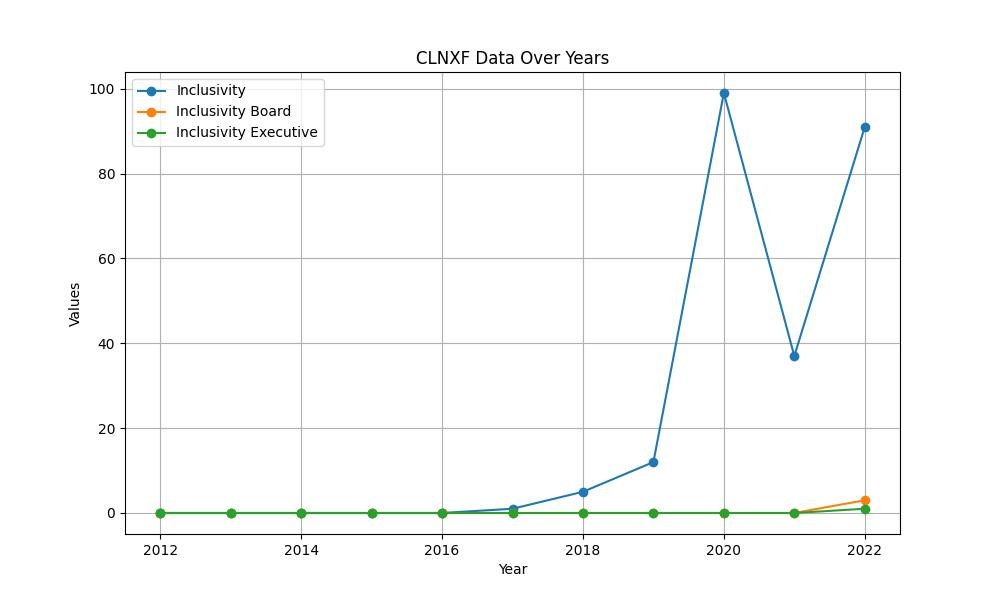 CLNXF Data Over Years
Inclusivity
Inclusivity Board
Inclusivity Executive
100
80
60
40
20
0
Values
2012 2014 2016 2018 2020 2022
Year